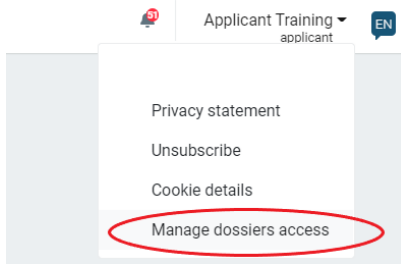 51
Applicant Training
applicant
EN
Privacy statement
Unsubscribe
Cookie details
Manage dossiers access